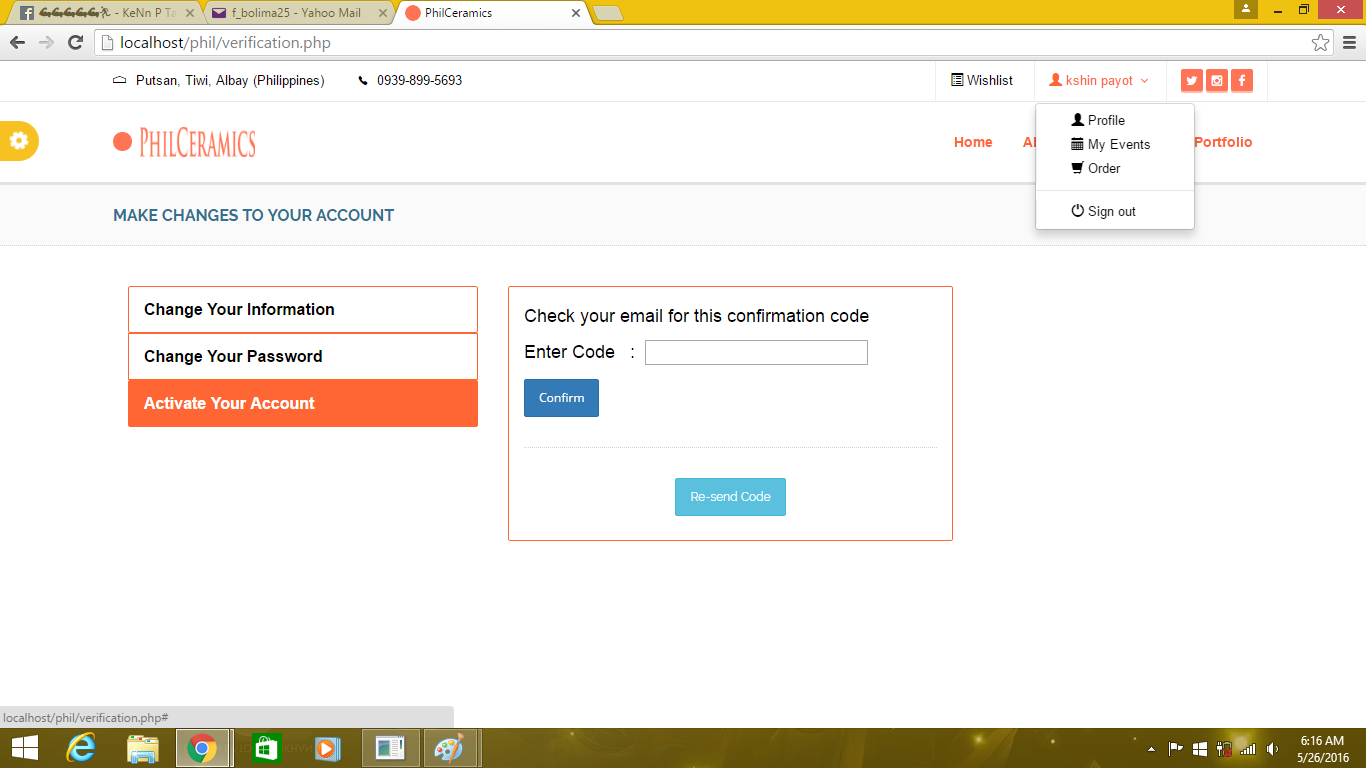 - KeNn P Ta
f_bolima25 - Yahoo Mail
PhilCeramics
localhost/phil/verification.php
Putsan, Tiwi, Albay (Philippines)
0939-899-5693
Wishlist
kshin payot
Profile
My Events
Order
Sign out
PHILCERAMICS
Home
Portfolio
MAKE CHANGES TO YOUR ACCOUNT
Change Your Information
Change Your Password
Activate Your Account
Check your email for this confirmation code
Enter Code :
Confirm
Re-send Code
localhost/phil/verification.php#
6:16 AM
5/26/2016